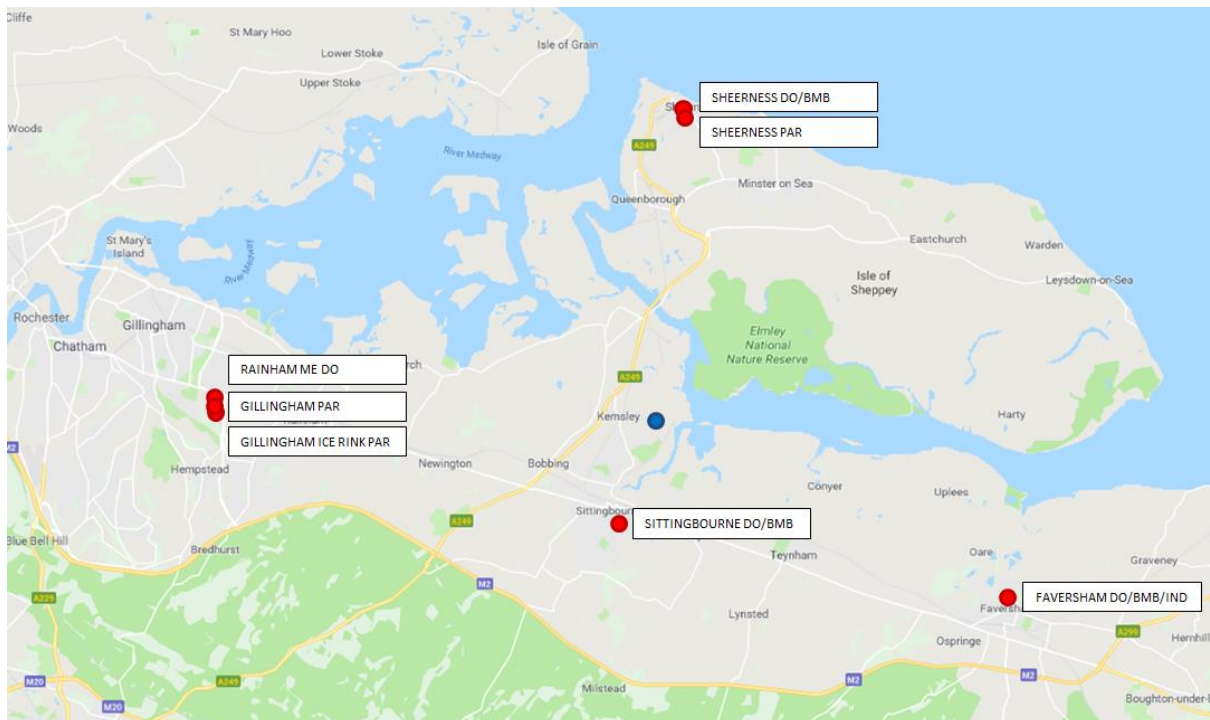 Cliffe
St Mary Hoo
Isle of Grain
Lower Stoke
Upper Stoke
SHEERNESS DO/BMB
SHEERNESS PAR
Woods
A249
River Medway
Minster on Sea
Queenborough
St Mary's
Island
Eastchurch
Warden
River Medway
Isle of
Sheppey
Leysdown-on-Sea
Rochester
Gillingham
Elmley
National
Nature Reserve
Chatham
RAINHAM ME DO
A249
GILLINGHAM PAR
Kemsley
Harty
GILLINGHAM ICE RINK PAR
M2
Hempstead
Newington
Bobbing
Conyer
Uplees
SITTINGBOURNE DO/BMB
A249
Blue Bell Hill
Bredhurst
Teynham
Oare
Graveney
M2
A229
FAVERSHAM DO/BMB/IND
Lynsted
A299
Ospringe
M20
A249
Milstead
M2
M2
M20